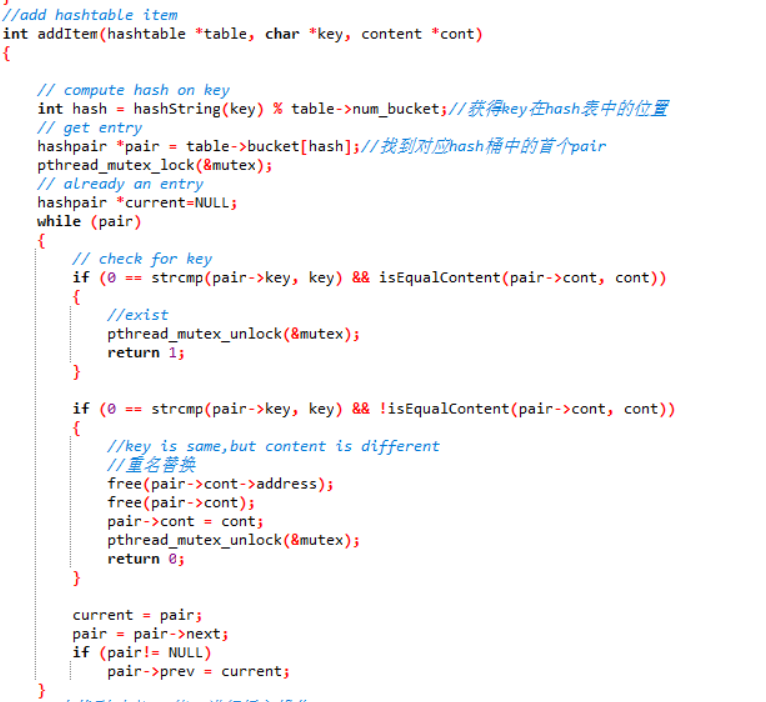 //add hashtable item
int addItem(hashtable *table, char *key, content *cont)
{
// compute hash on key
int hash = hashString(key) % table->num_bucket;//获得key在hash表中的位置
// get entry
hashpair *pair = table->bucket[hash];//找到对应hash桶中的首个pair
pthread_mutex_lock(&mutex);
// already an entry
hashpair *current=NULL;
while (pair)
{
// check for key
if (0 == strcmp(pair->key, key) && isEqualContent(pair->cont, cont))
{
//exist
pthread_mutex_unlock(&mutex);
return 1;
}
if (0 == strcmp(pair->key, key) && !isEqualContent(pair->cont, cont))
{
//key is same,but content is different
//重名替换
free(pair->cont->address);
free(pair->cont);
pair->cont = cont;
pthread_mutex_unlock(&mutex);
return 0;
}
current = pair;
pair = pair->next;
if (pair!= NULL)
pair->prev = current;
}